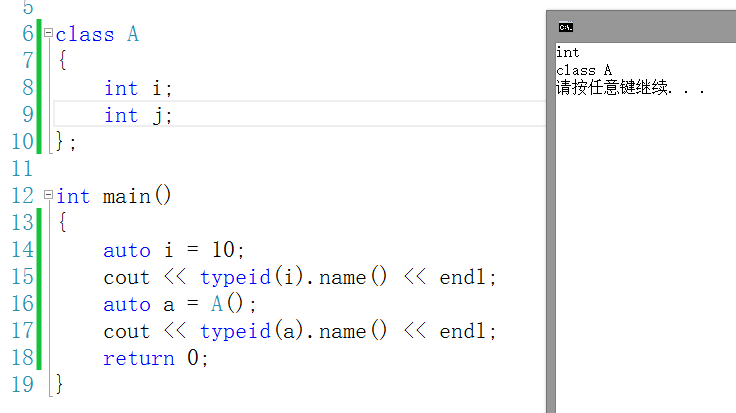 5
6 class A
7 {
8     int i;
9     int j;
10 };
11
12 int main()
13 {
14     auto i = 10;
15     cout << typeid(i).name() << endl;
16     auto a = A();
17     cout << typeid(a).name() << endl;
18     return 0;
19 }
C:\.
int
class A
请按任意键继续. . .